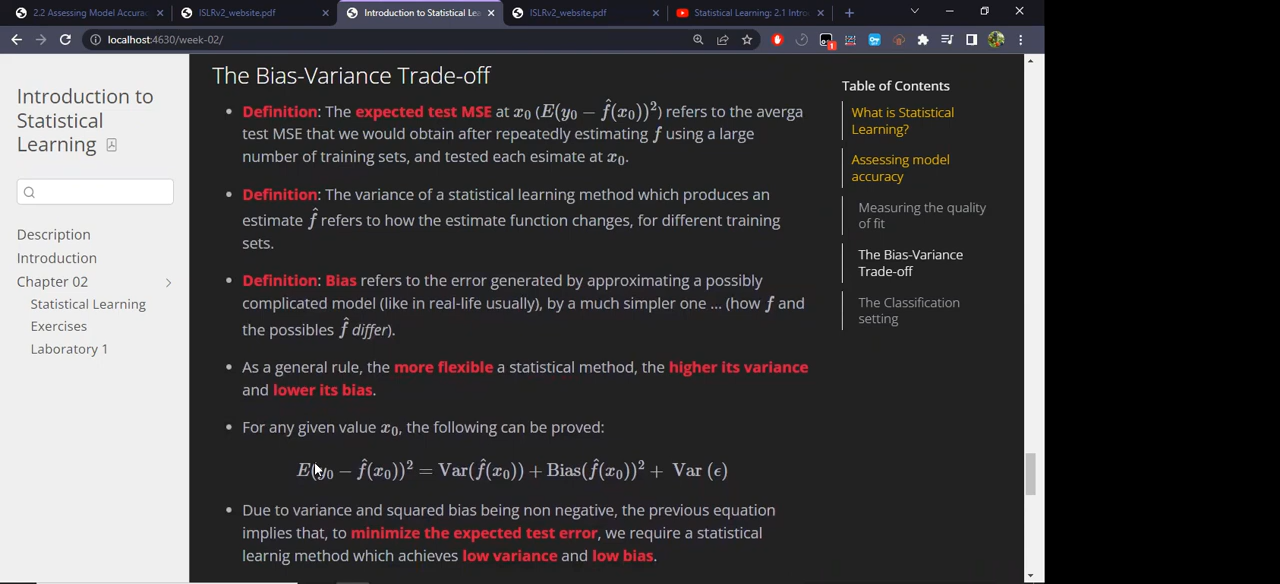 2.2 Assessing Model Accurac
ISLRv2_website.pdf
Introduction to Statistical Le
ISLRv2_website.pdf
Statistical Learning: 2.1 Intro
localhost:4630/week-02/
1
Introduction to
Statistical
Learning
Description
Introduction
Chapter 02
Statistical Learning
Exercises
Laboratory 1
The Bias-Variance Trade-off
Definition: The expected test MSE at x₀ (E(y₀ − f̂(x₀))²) refers to the averga
test MSE that we would obtain after repeatedly estimating f using a large
number of training sets, and tested each esimate at x₀.
Definition: The variance of a statistical learning method which produces an
estimate f̂ refers to how the estimate function changes, for different training
sets.
Definition: Bias refers to the error generated by approximating a possibly
complicated model (like in real-life usually), by a much simpler one … (how f and
the possibles f̂ differ).
As a general rule, the more flexible a statistical method, the higher its variance
and lower its bias.
For any given value x₀, the following can be proved:
E(y₀ − f̂(x₀))² = Var(f̂(x₀)) + Bias(f̂(x₀))² + Var (ϵ)
Due to variance and squared bias being non negative, the previous equation
implies that, to minimize the expected test error, we require a statistical
learnig method which achieves low variance and low bias.
Table of Contents
What is Statistical
Learning?
Assessing model
accuracy
Measuring the quality
of fit
The Bias-Variance
Trade-off
The Classification
setting